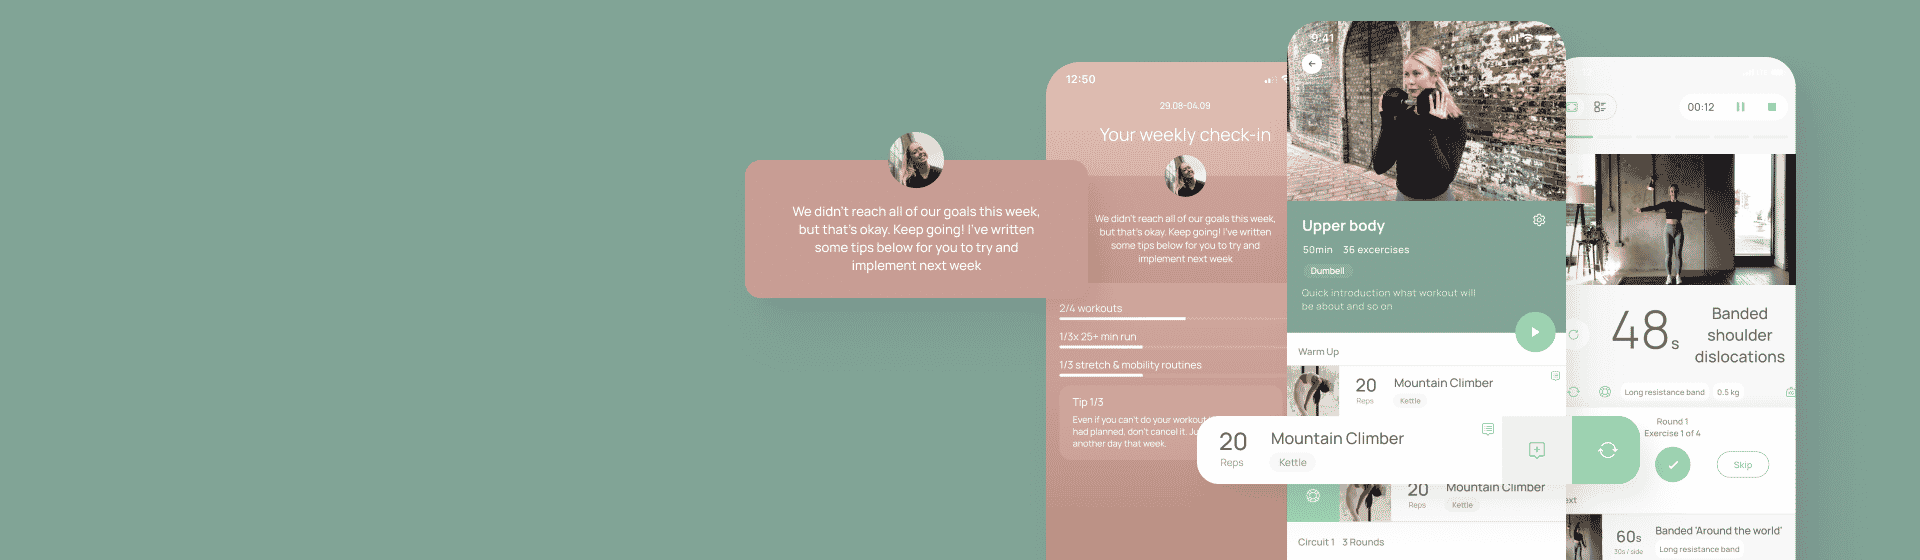 We didn't reach all of our goals this week,
but that's okay. Keep going! I've written
some tips below for you to try and
implement next week
12:50
29.08-04.09
Your weekly check-in
We didn't reach all of our goals this week,
but that's okay. Keep going! I've written
some tips below for you to try and
implement next week
2/4 workouts
1/3x 25+ min run
1/3 stretch & mobility routines
Tip 1/3
Even if you can't do your workout
had planned, don't cancel it.
another day that week.
9:41
Upper body
50min 36 excercises
Dumbell
Quick introduction what workout will
be about and so on
Warm Up
20 Mountain Climber
Reps Kettle
20 Mountain Climber
Reps Kettle
20 Mountain Climber
Reps Kettle
Circuit 1 3 Rounds
00:12
48s
Banded
shoulder
dislocations
Long resistance band 0.5 kg
Round 1
Exercise 1 of 4
Skip
60s Banded 'Around the world'
30s / side Long resistance band